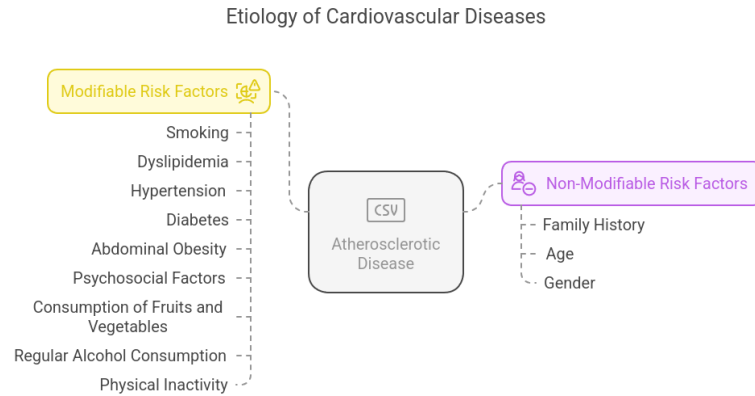 Etiology of Cardiovascular Diseases
Modifiable Risk Factors
Smoking
Dyslipidemia
Hypertension
Diabetes
Abdominal Obesity
Psychosocial Factors
Consumption of Fruits and
Vegetables
Regular Alcohol Consumption
Physical Inactivity
CSV
Atherosclerotic
Disease
Non-Modifiable Risk Factors
Family History
Age
Gender